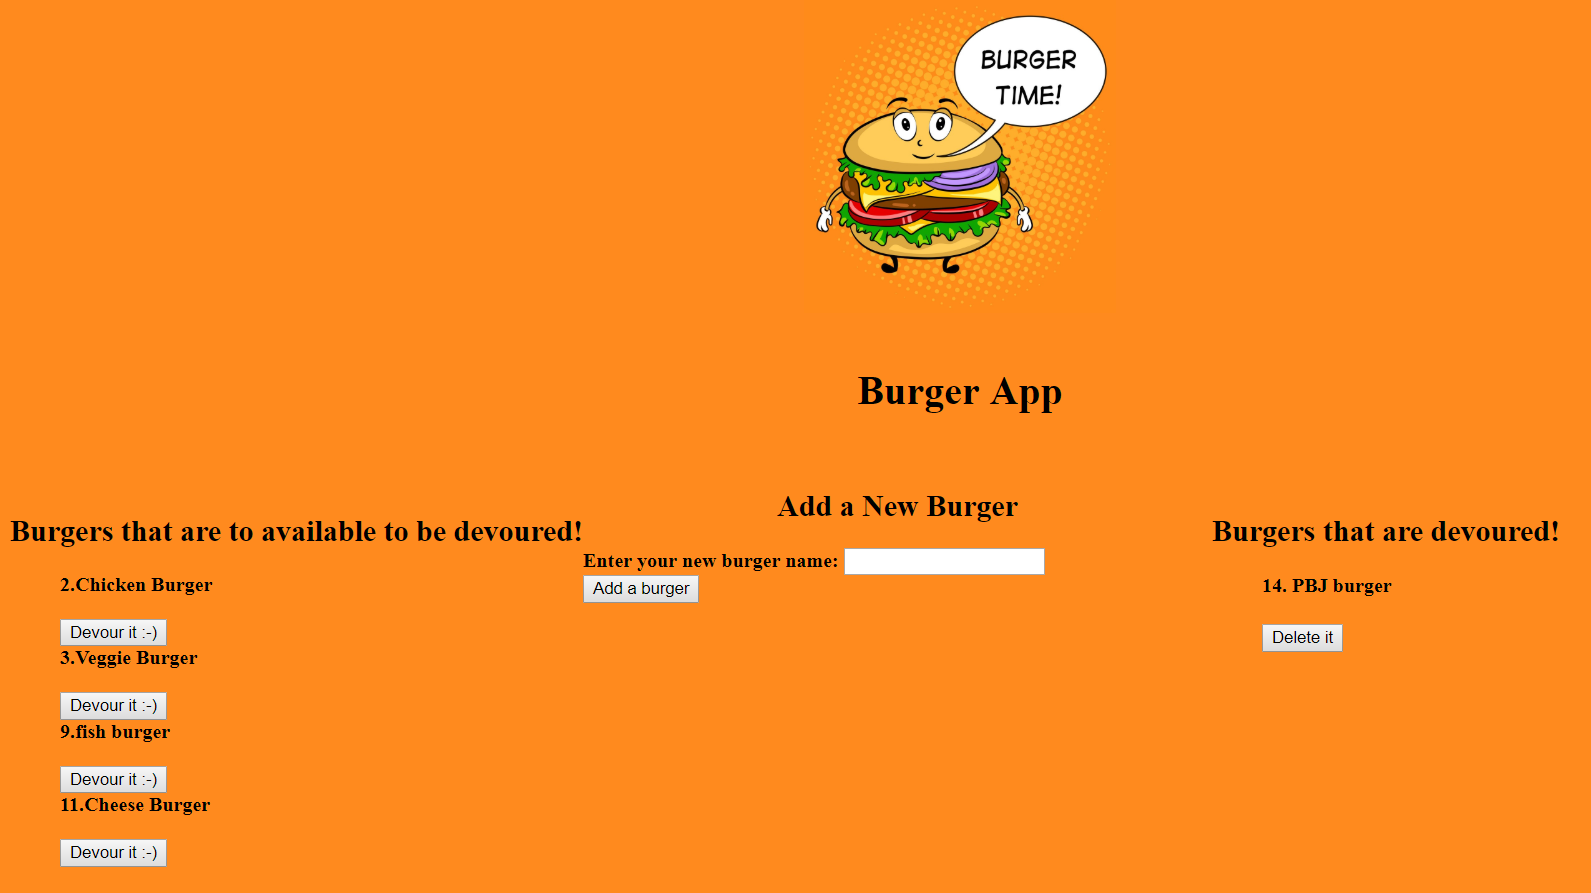 BURGER
TIME!
Burger App
Burgers that are to available to be devoured!
2.Chicken Burger
Devour it :-)
3.Veggie Burger
Devour it :-)
9.fish burger
Devour it :-)
11.Cheese Burger
Devour it :-)
Add a New Burger
Enter your new burger name:
Add a burger
Burgers that are devoured!
14. PBJ burger
Delete it